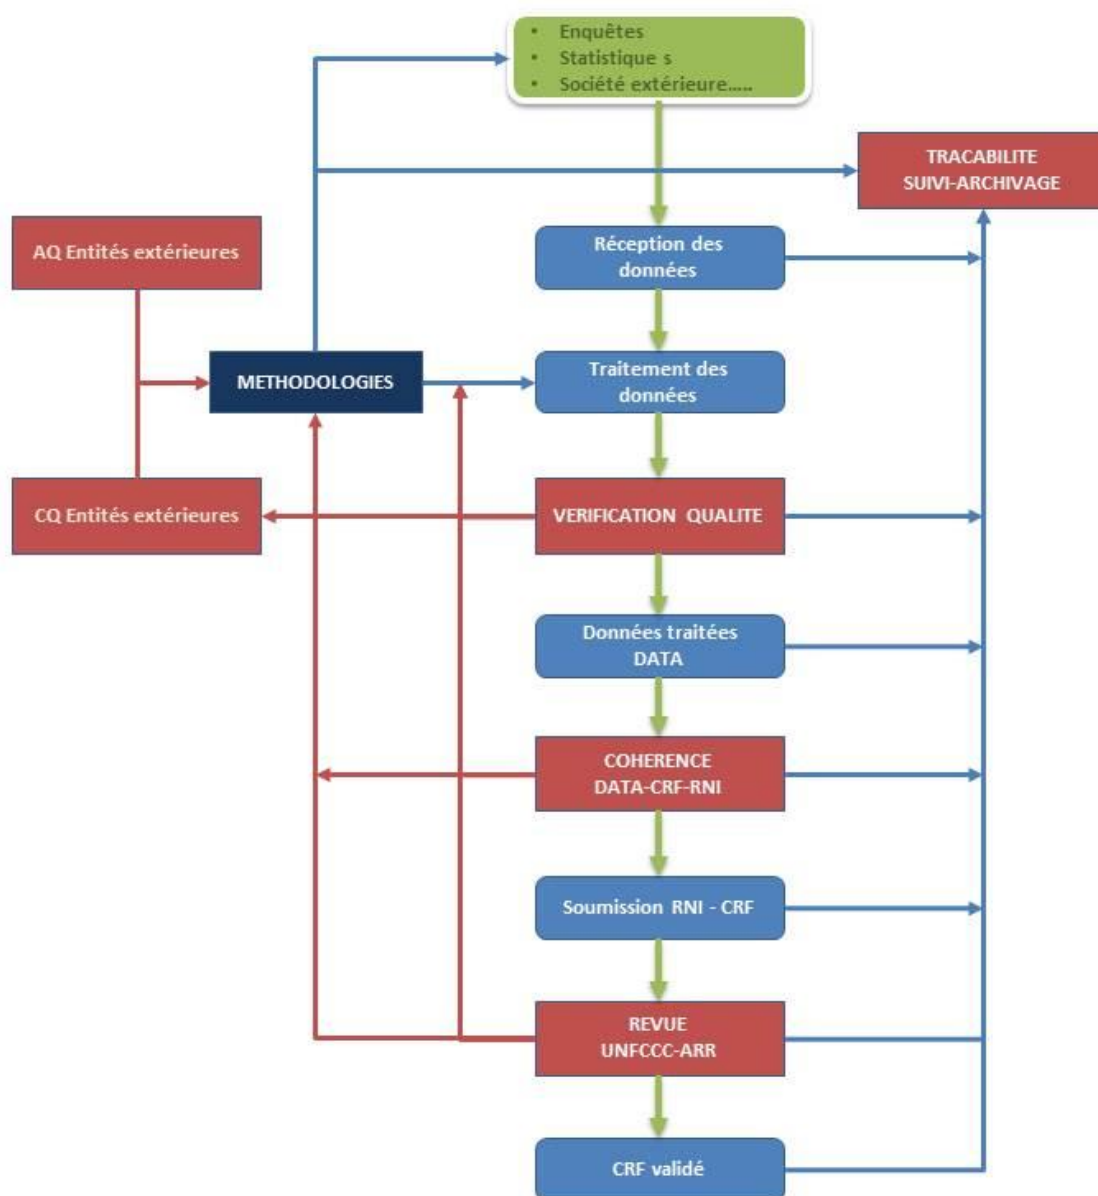 • Enquêtes
• Statistique s
• Société extérieure.....
TRACABILITE
SUIVI-ARCHIVAGE
AQ Entités extérieures
Réception des
données
METHODOLOGIES
Traitement des
données
CQ Entités extérieures
VERIFICATION QUALITE
Données traitées
DATA
COHERENCE
DATA-CRF-RNI
Soumission RNI - CRF
REVUE
UNFCCC-ARR
CRF validé